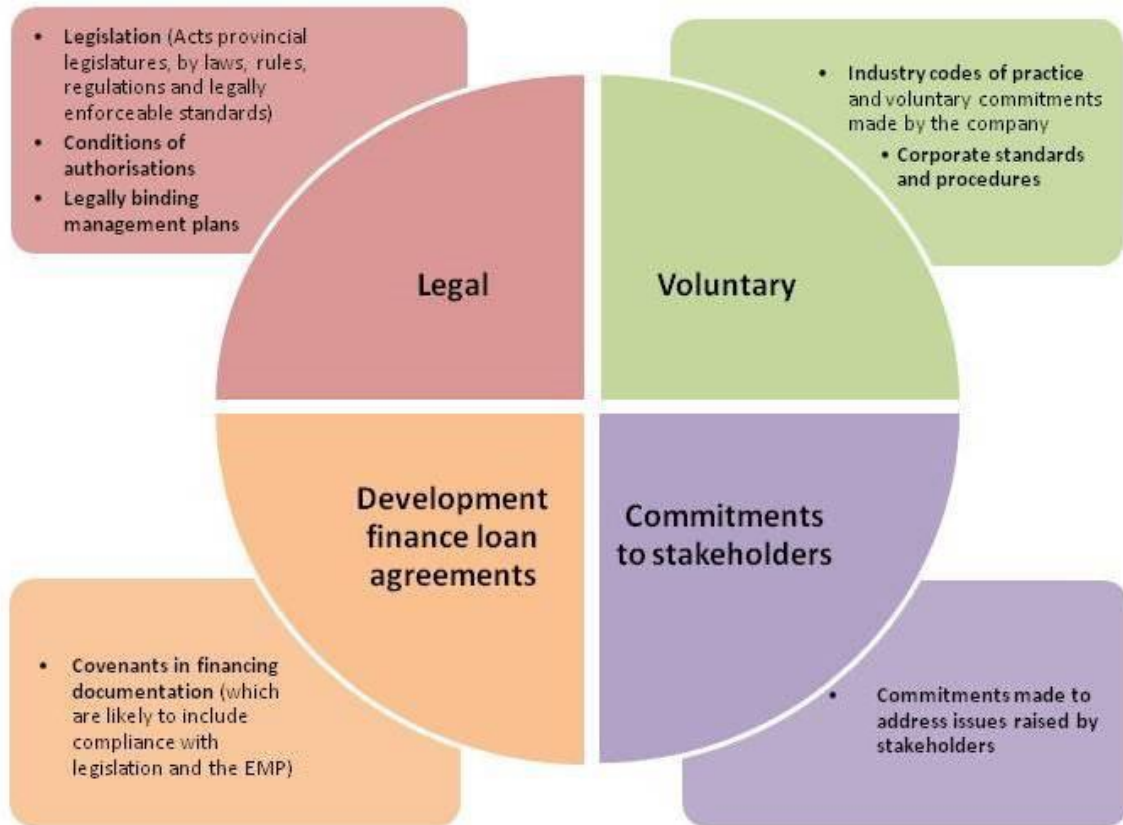 • Legislation (Acts provincial
legislatures, by laws, rules,
regulations and legally
enforceable standards)
• Conditions of
authorisations
• Legally binding
management plans
• Industry codes of practice
and voluntary commitments
made by the company
• Corporate standards
and procedures
Legal
Voluntary
Development
finance loan
agreements
Commitments
to stakeholders
• Covenants in financing
documentation (which
are likely to include
compliance with
legislation and the EMP)
• Commitments made to
address issues raised by
stakeholders